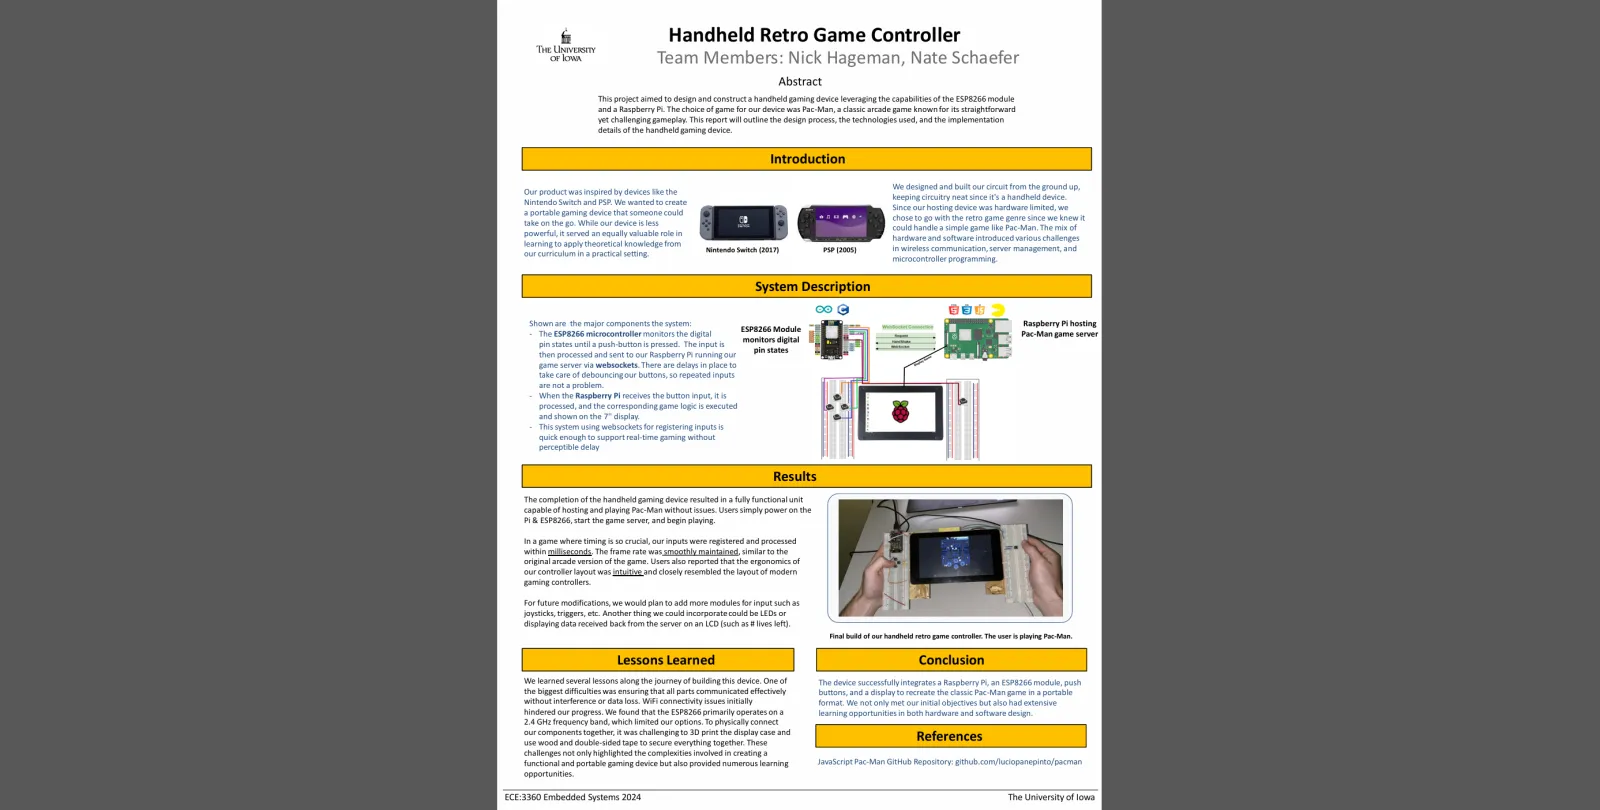 THE UNIVERSITY
OF IOWA
Handheld Retro Game Controller
Team Members: Nick Hageman, Nate Schaefer
Abstract
This project aimed to design and construct a handheld gaming device leveraging the capabilities of the ESP8266 module
and a Raspberry Pi. The choice of game for our device was Pac-Man, a classic arcade game known for its straightforward
yet challenging gameplay. This report will outline the design process, the technologies used, and the implementation
details of the handheld gaming device.
Introduction
Our product was inspired by devices like the
Nintendo Switch and PSP. We wanted to create
a portable gaming device that someone could
take on the go. While our device is less
powerful, it served an equally valuable role in
learning to apply theoretical knowledge from
our curriculum in a practical setting.
Nintendo Switch (2017)
PSP (2005)
We designed and built our circuit from the ground up,
keeping circuitry neat since it's a handheld device.
Since our hosting device was hardware limited, we
chose to go with the retro game genre since we knew it
could handle a simple game like Pac-Man. The mix of
hardware and software introduced various challenges
in wireless communication, server management, and
microcontroller programming.
System Description
Shown are the major components the system:
- The ESP8266 microcontroller monitors the digital
pin states until a push-button is pressed. The input is
then processed and sent to our Raspberry Pi running our
game server via websockets. There are delays in place to
take care of debouncing our buttons, so repeated inputs
are not a problem.
- When the Raspberry Pi receives the button input, it is
processed, and the corresponding game logic is executed
and shown on the 7" display.
- This system using websockets for registering inputs is
quick enough to support real-time gaming without
perceptible delay
ESP8266 Module
monitors digital
pin states
WebSocket Connection
Request
Handshake
WebSocket
Raspberry Pi hosting
Pac-Man game server
Results
The completion of the handheld gaming device resulted in a fully functional unit
capable of hosting and playing Pac-Man without issues. Users simply power on the
Pi & ESP8266, start the game server, and begin playing.
In a game where timing is so crucial, our inputs were registered and processed
within milliseconds. The frame rate was smoothly maintained, similar to the
original arcade version of the game. Users also reported that the ergonomics of
our controller layout was intuitive and closely resembled the layout of modern
gaming controllers.
For future modifications, we would plan to add more modules for input such as
joysticks, triggers, etc. Another thing we could incorporate could be LEDs or
displaying data received back from the server on an LCD (such as # lives left).
Final build of our handheld retro game controller. The user is playing Pac-Man.
Lessons Learned
We learned several lessons along the journey of building this device. One of
the biggest difficulties was ensuring that all parts communicated effectively
without interference or data loss. WiFi connectivity issues initially
hindered our progress. We found that the ESP8266 primarily operates on a
2.4 GHz frequency band, which limited our options. To physically connect
our components together, it was challenging to 3D print the display case and
use wood and double-sided tape to secure everything together. These
challenges not only highlighted the complexities involved in creating a
functional and portable gaming device but also provided numerous learning
opportunities.
Conclusion
The device successfully integrates a Raspberry Pi, an ESP8266 module, push
buttons, and a display to recreate the classic Pac-Man game in a portable
format. We not only met our initial objectives but also had extensive
learning opportunities in both hardware and software design.
References
JavaScript Pac-Man GitHub Repository: github.com/luciopanepinto/pacman
ECE:3360 Embedded Systems 2024
The University of Iowa